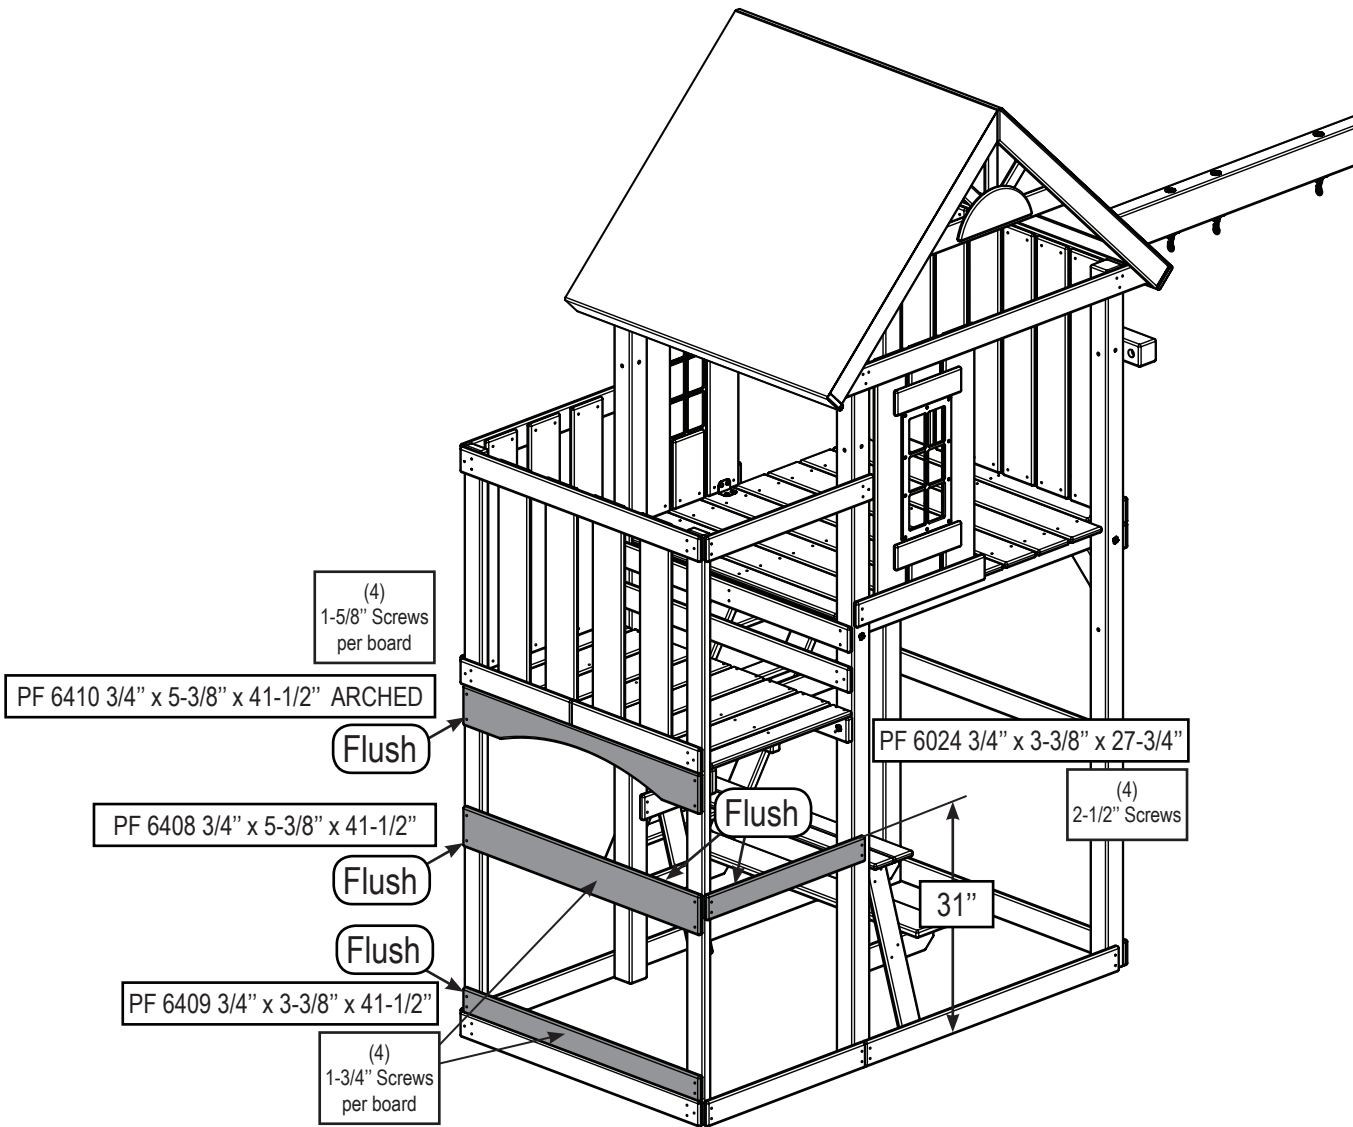 (4)
1-5/8’’ Screws
per board
PF 6410 3/4’’ x 5-3/8’’ x 41-1/2’’ ARCHED
Flush
PF 6024 3/4’’ x 3-3/8’’ x 27-3/4’’
(4)
2-1/2’’ Screws
Flush
PF 6408 3/4’’ x 5-3/8’’ x 41-1/2’’
Flush
31’’
Flush
PF 6409 3/4’’ x 3-3/8’’ x 41-1/2’’
(4)
1-3/4’’ Screws
per board